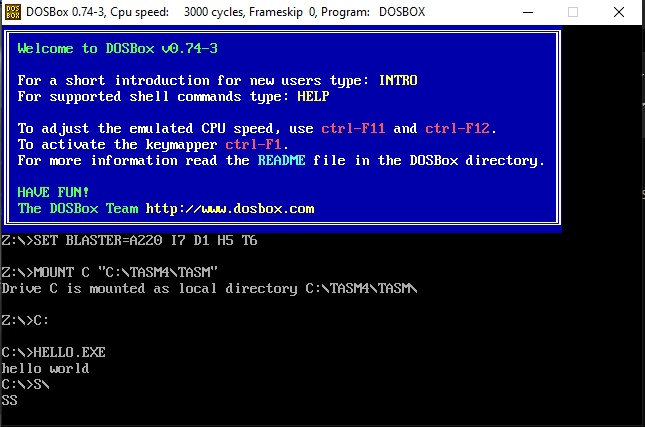 DOSBox 0.74-3, Cpu speed: 3000 cycles, Frameskip 0, Program: DOSBOX
Welcome to DOSBox v0.74-3
For a short introduction for new users type: INTRO
For supported shell commands type: HELP
To adjust the emulated CPU speed, use ctrl-F11 and ctrl-F12.
To activate the keymapper ctrl-F1.
For more information read the README file in the DOSBox directory.
HAVE FUN!
The DOSBox Team http://www.dosbox.com
Z:\>SET BLASTER=A220 I7 D1 H5 T6
Z:\>MOUNT C "C:\TASM4\TASM"
Drive C is mounted as local directory C:\TASM4\TASM\
Z:\>C:
C:\>HELLO.EXE
hello world
C:\>S\
SS